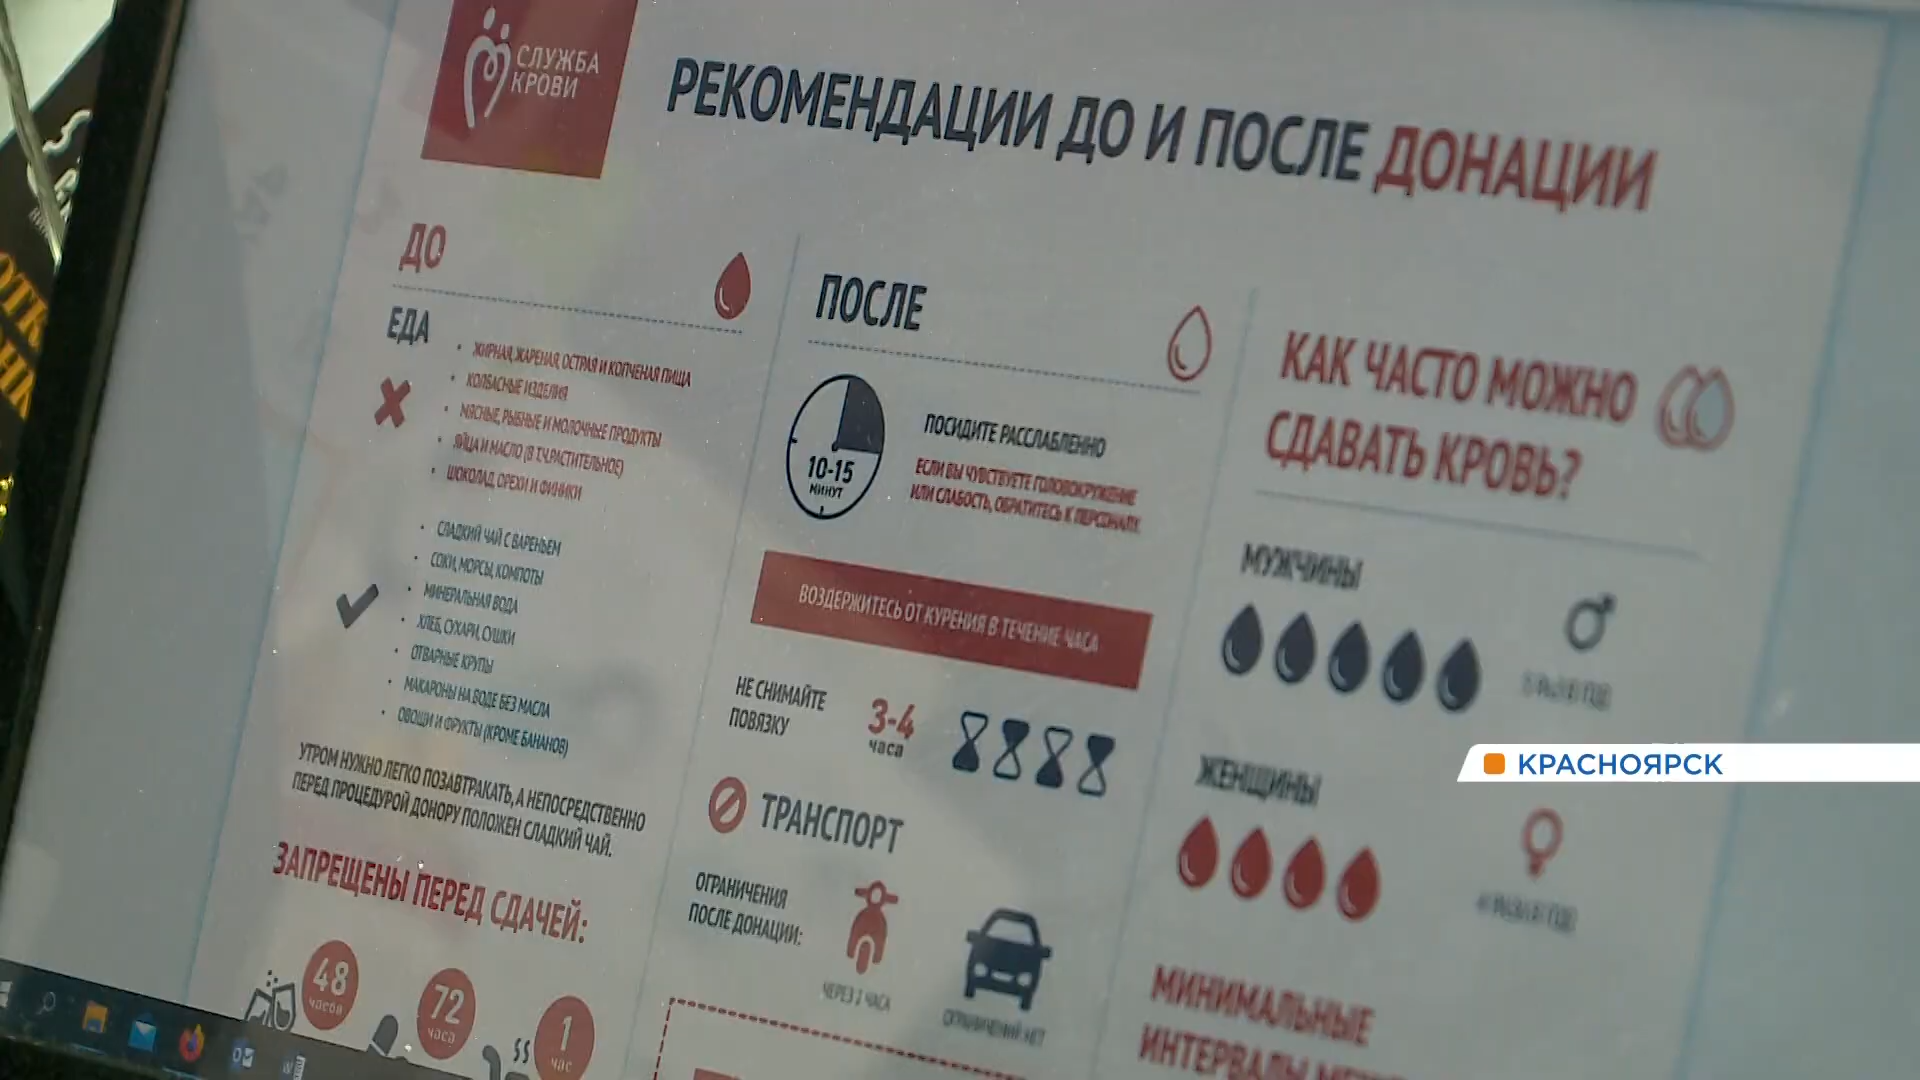 СЛУЖБА
КРОВИ
РЕКОМЕНДАЦИИ ДО И ПОСЛЕ ДОНАЦИИ
ДО
ЕДА
ЖИРНАЯ, ЖАРЕНАЯ, ОСТРАЯ И КОПЧЕНАЯ ПИЩА
КОЛБАСНЫЕ ИЗДЕЛИЯ
МЯСНЫЕ, РЫБНЫЕ И МОЛОЧНЫЕ ПРОДУКТЫ
ЯЙЦА И МАСЛО (В Т.Ч.РАСТИТЕЛЬНОЕ)
ШОКОЛАД, ОРЕХИ И ФИНИКИ
СЛАДКИЙ ЧАЙ С ВАРЕНЬЕМ
СОКИ, МОРСЫ, КОМПОТЫ
МИНЕРАЛЬНАЯ ВОДА
ХЛЕБ, СУХАРИ, СУШКИ
ОТВАРНЫЕ КРУПЫ
МАКАРОНЫ НА ВОДЕ БЕЗ МАСЛА
ОВОЩИ И ФРУКТЫ (КРОМЕ БАНАНОВ)
УТРОМ НУЖНО ЛЕГКО ПОЗАВТРАКАТЬ, А НЕПОСРЕДСТВЕННО
ПЕРЕД ПРОЦЕДУРОЙ ДОНОРУ ПОЛОЖЕН СЛАДКИЙ ЧАЙ.
ЗАПРЕЩЕНЫ ПЕРЕД СДАЧЕЙ:
48
часов
72
часа
1
час
ПОСЛЕ
10-15
МИНУТ
ПОСИДИТЕ РАССЛАБЛЕННО
ЕСЛИ ВЫ ЧУВСТВУЕТЕ ГОЛОВОКРУЖЕНИЕ
ИЛИ СЛАБОСТЬ, ОБРАТИТЕСЬ К ПЕРСОНАЛУ.
ВОЗДЕРЖИТЕСЬ ОТ КУРЕНИЯ В ТЕЧЕНИЕ ЧАСА
НЕ СНИМАЙТЕ
ПОВЯЗКУ
3-4
часа
ТРАНСПОРТ
ОГРАНИЧЕНИЯ
ПОСЛЕ ДОНАЦИИ:
ЧЕРЕЗ 2 ЧАСА
ОГРАНИЧЕНИЙ НЕТ
КАК ЧАСТО МОЖНО
СДАВАТЬ КРОВЬ?
МУЖЧИНЫ
ЖЕНЩИНЫ
4 РАЗА В ГОД
МИНИМАЛЬНЫЕ
ИНТЕРВАЛЫ
КРАСНОЯРСК